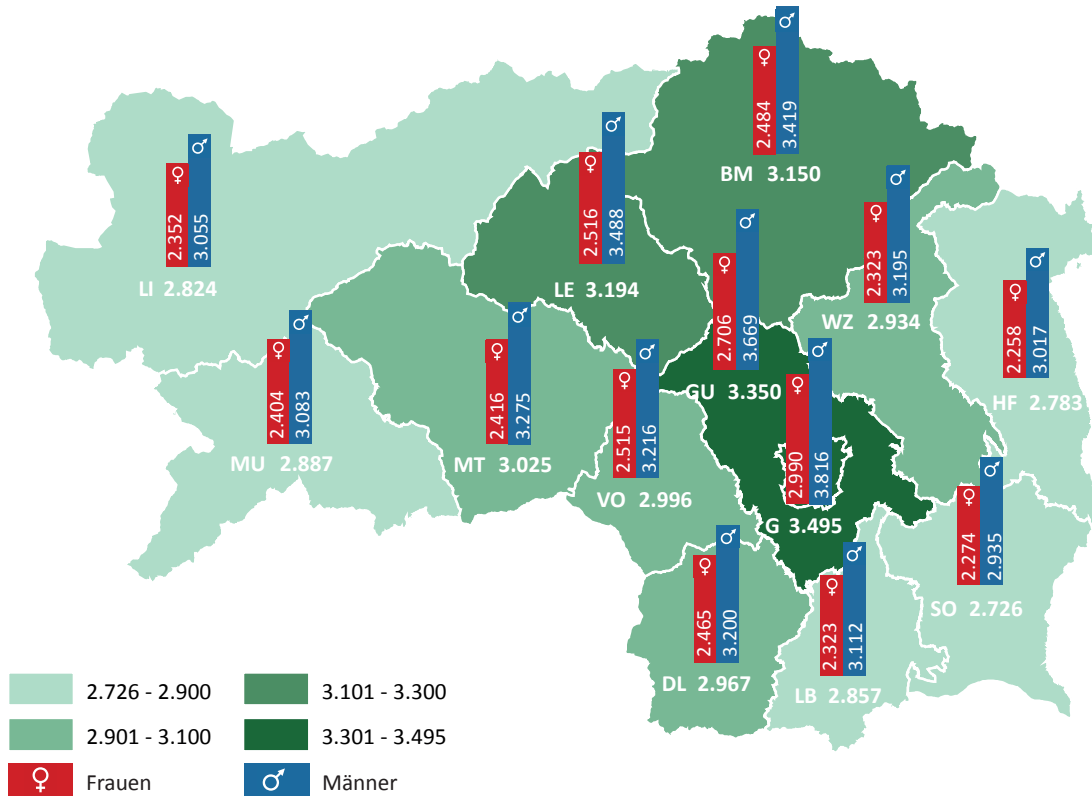 2.484
3.419
BM 3.150
2.352
3.055
LI 2.824
2.516
3.488
LE 3.194
2.323
3.195
WZ 2.934
2.706
3.669
GU 3.350
2.258
3.017
HF 2.783
2.404
3.083
MU 2.887
2.416
3.275
MT 3.025
2.515
3.216
VO 2.996
2.990
3.816
G 3.495
2.274
2.935
SO 2.726
2.465
3.200
DL 2.967
2.323
3.112
LB 2.857
2.726 - 2.900
3.101 - 3.300
2.901 - 3.100
3.301 - 3.495
Frauen
Männer